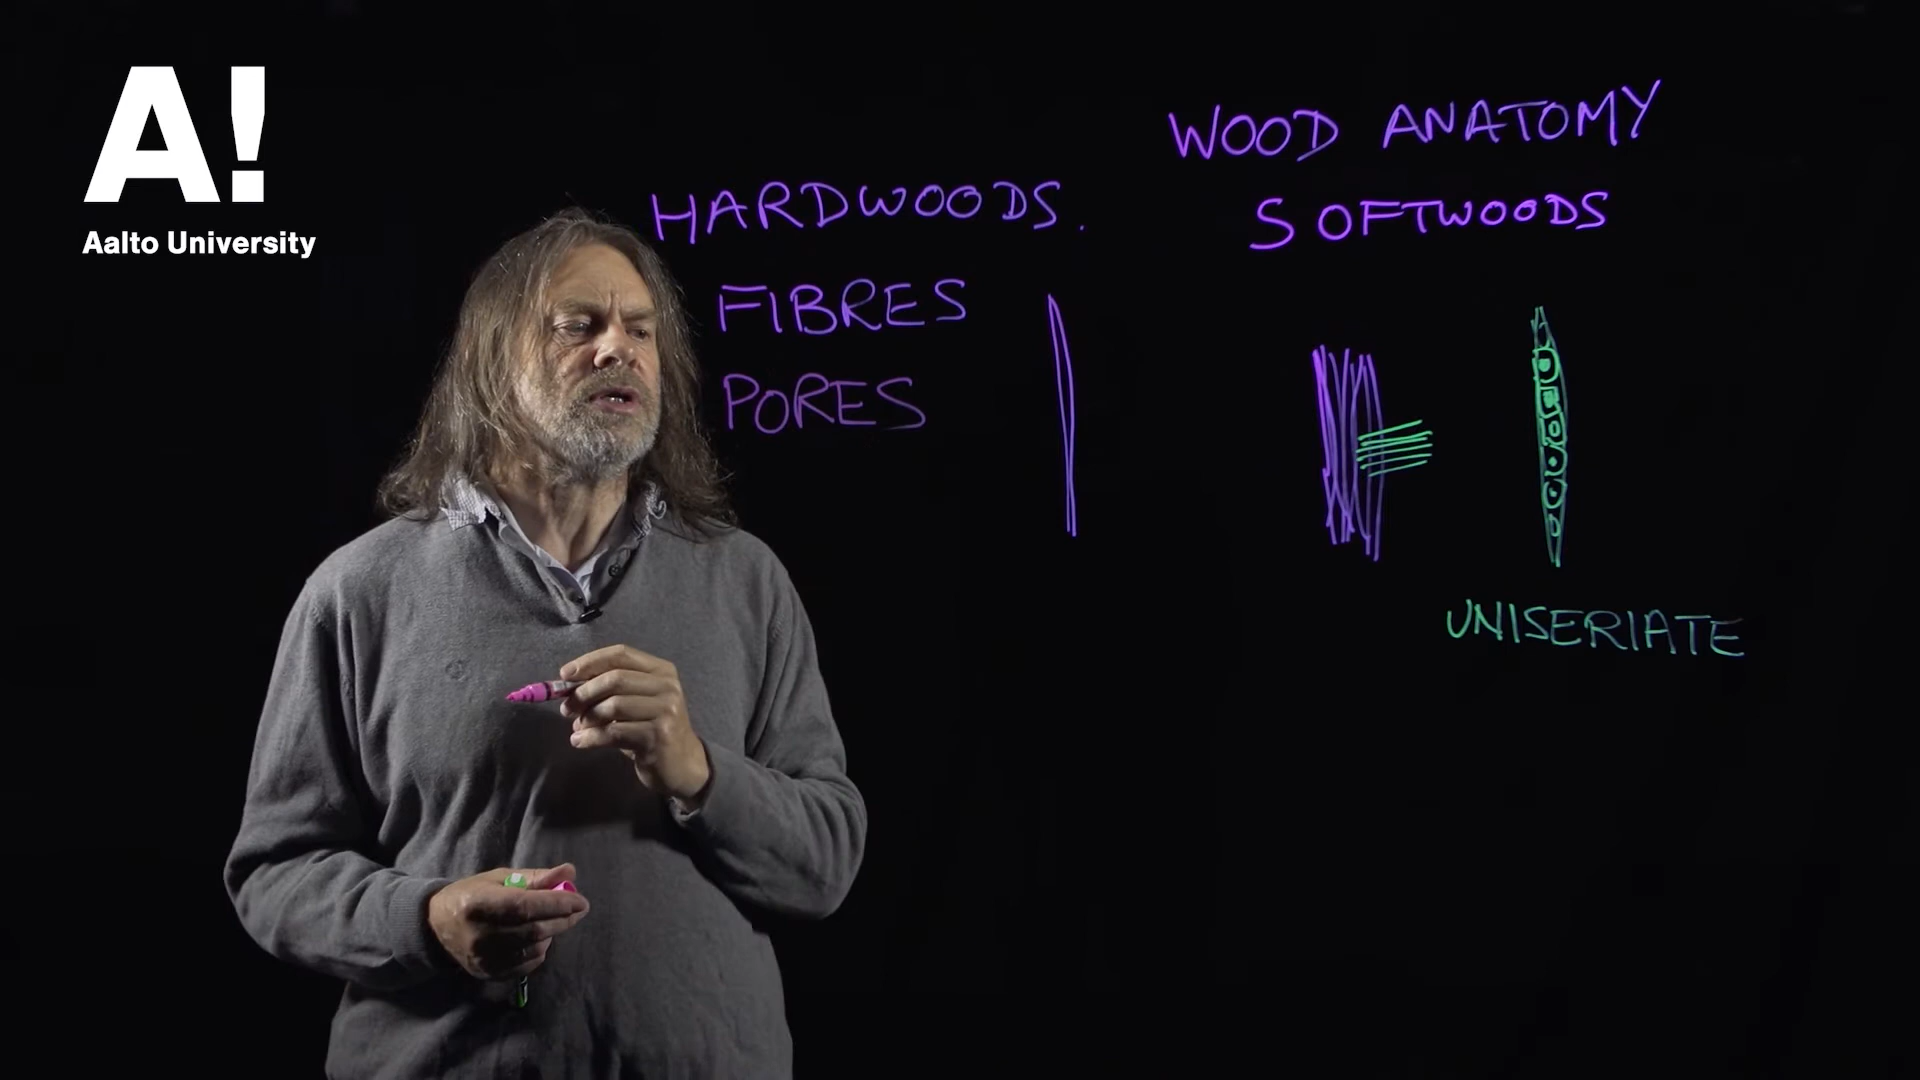 A!
Aalto University
WOOD ANATOMY
HARDWOODS.
SOFTWOODS
FIBRES
PORES
UNISERIATE